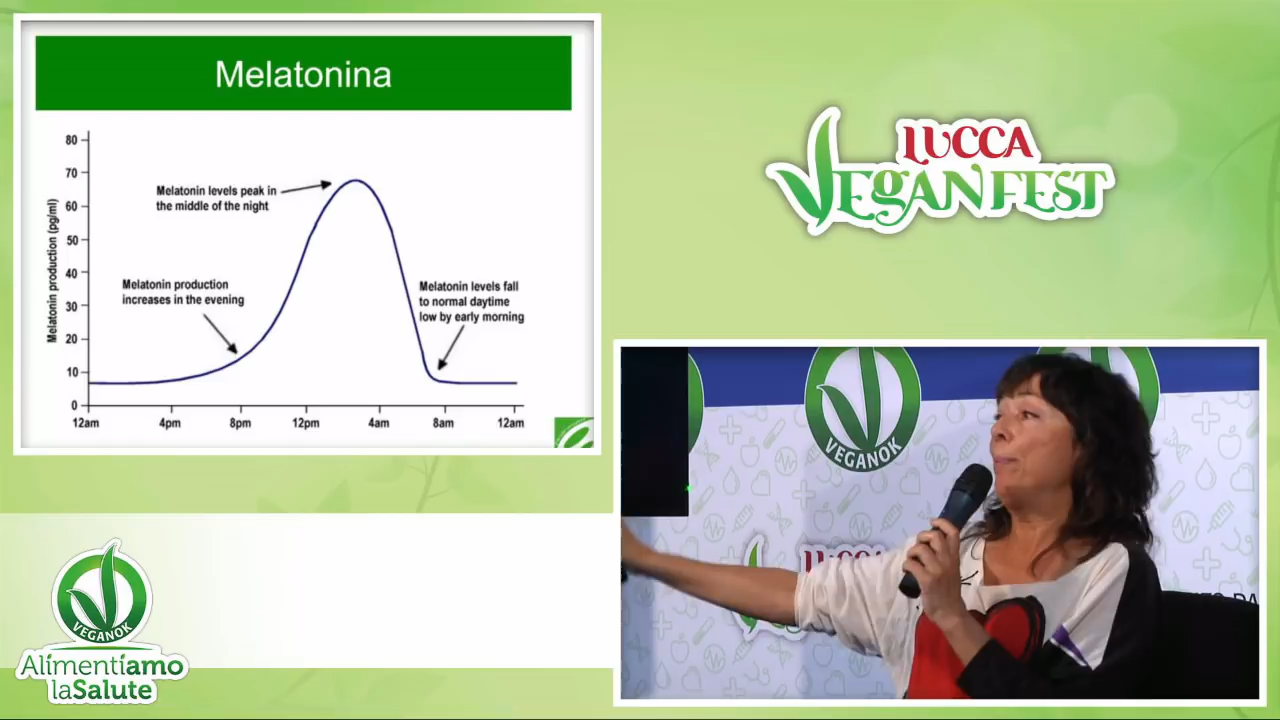 Melatonina
80
70
60
50
40
30
20
10
0
Melatonin production (pg/ml)
Melatonin levels peak in
the middle of the night
Melatonin production
increases in the evening
Melatonin levels fall
to normal daytime
low by early morning
12am 4pm 8pm 12pm 4am 8am 12am
LUCCA
VEGANFEST
VEGANOK
LUCCA
VEGANOK
Alimentiamo
laSalute